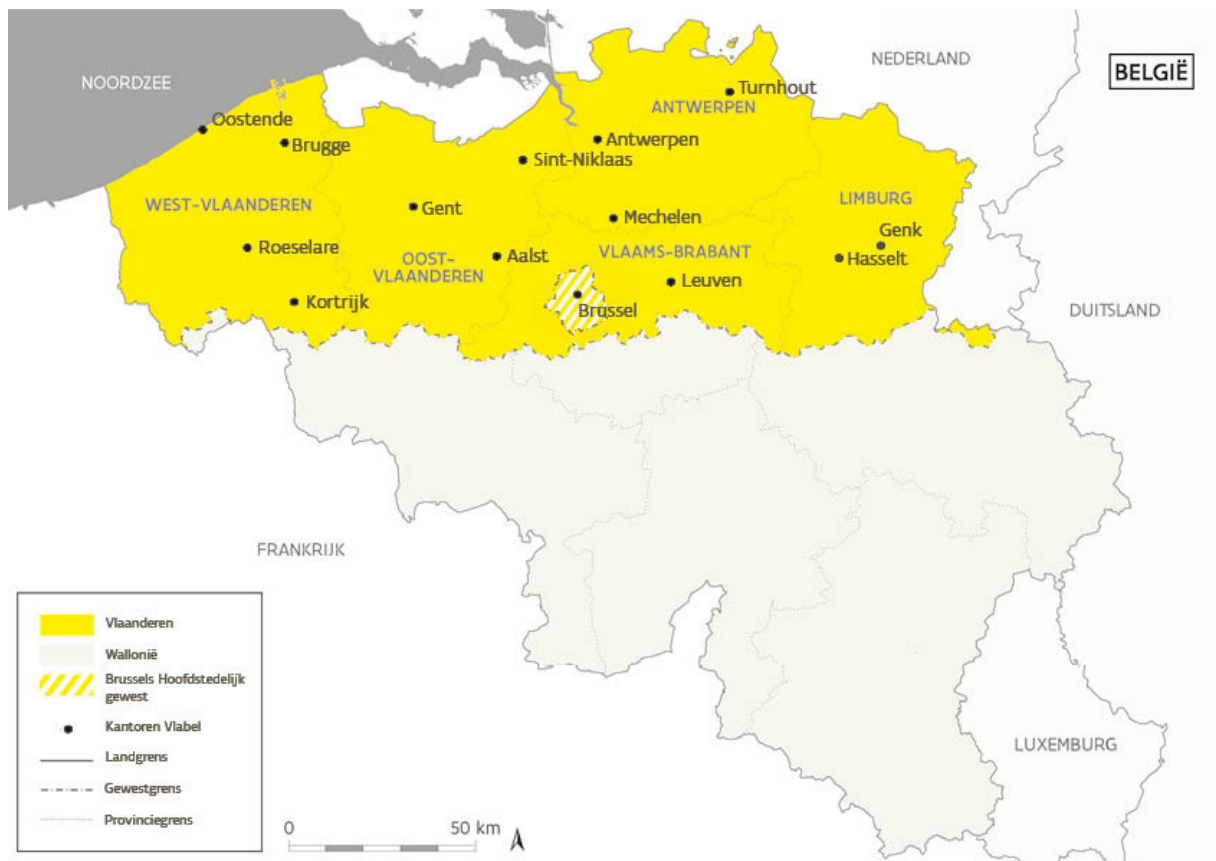 NOORDZEE
NEDERLAND
BELGIË
Oostende
Brugge
Turnhout
ANTWERPEN
Antwerpen
Sint-Niklaas
WEST-VLAANDEREN
Gent
Mechelen
LIMBURG
Genk
Hasselt
Roeselare
OOST-
VLAANDEREN
Aalst
VLAAMS-BRABANT
Leuven
Kortrijk
Brussel
DUITSLAND
FRANKRIJK
LUXEMBURG
Vlaanderen
Wallonië
Brussels Hoofdstedelijk
gewest
Kantoren Vlabel
Landgrens
Gewestgrens
Provinciegrens
0 50 km